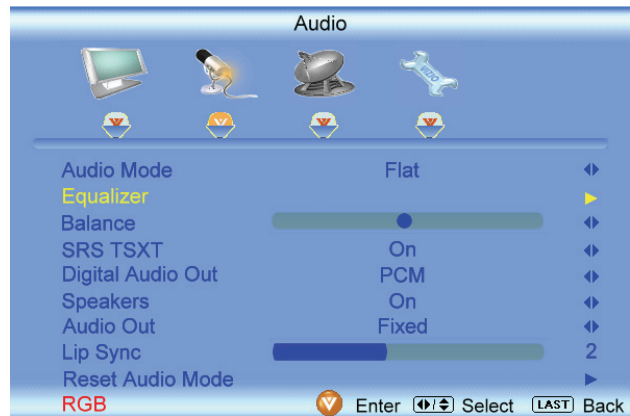 Audio
VIZIO
Audio Mode Flat
Equalizer
Balance
SRS TSXT On
Digital Audio Out PCM
Speakers On
Audio Out Fixed
Lip Sync 2
Reset Audio Mode
RGB Enter Select LAST Back